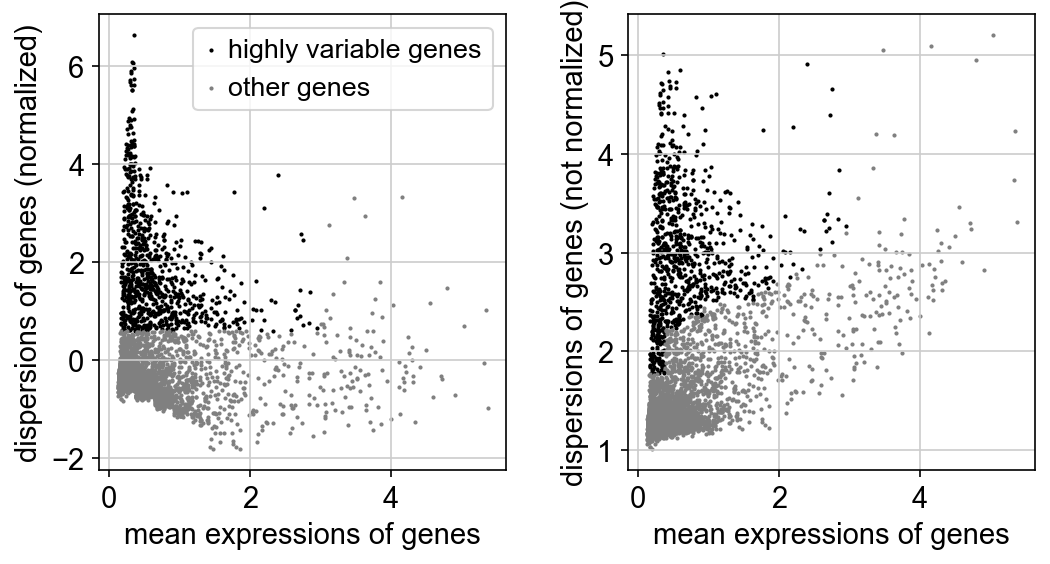 dispersions of genes (normalized)
6
4
2
0
−2
highly variable genes
other genes
0
2
4
mean expressions of genes
dispersions of genes (not normalized)
5
4
3
2
1
0
2
4
mean expressions of genes